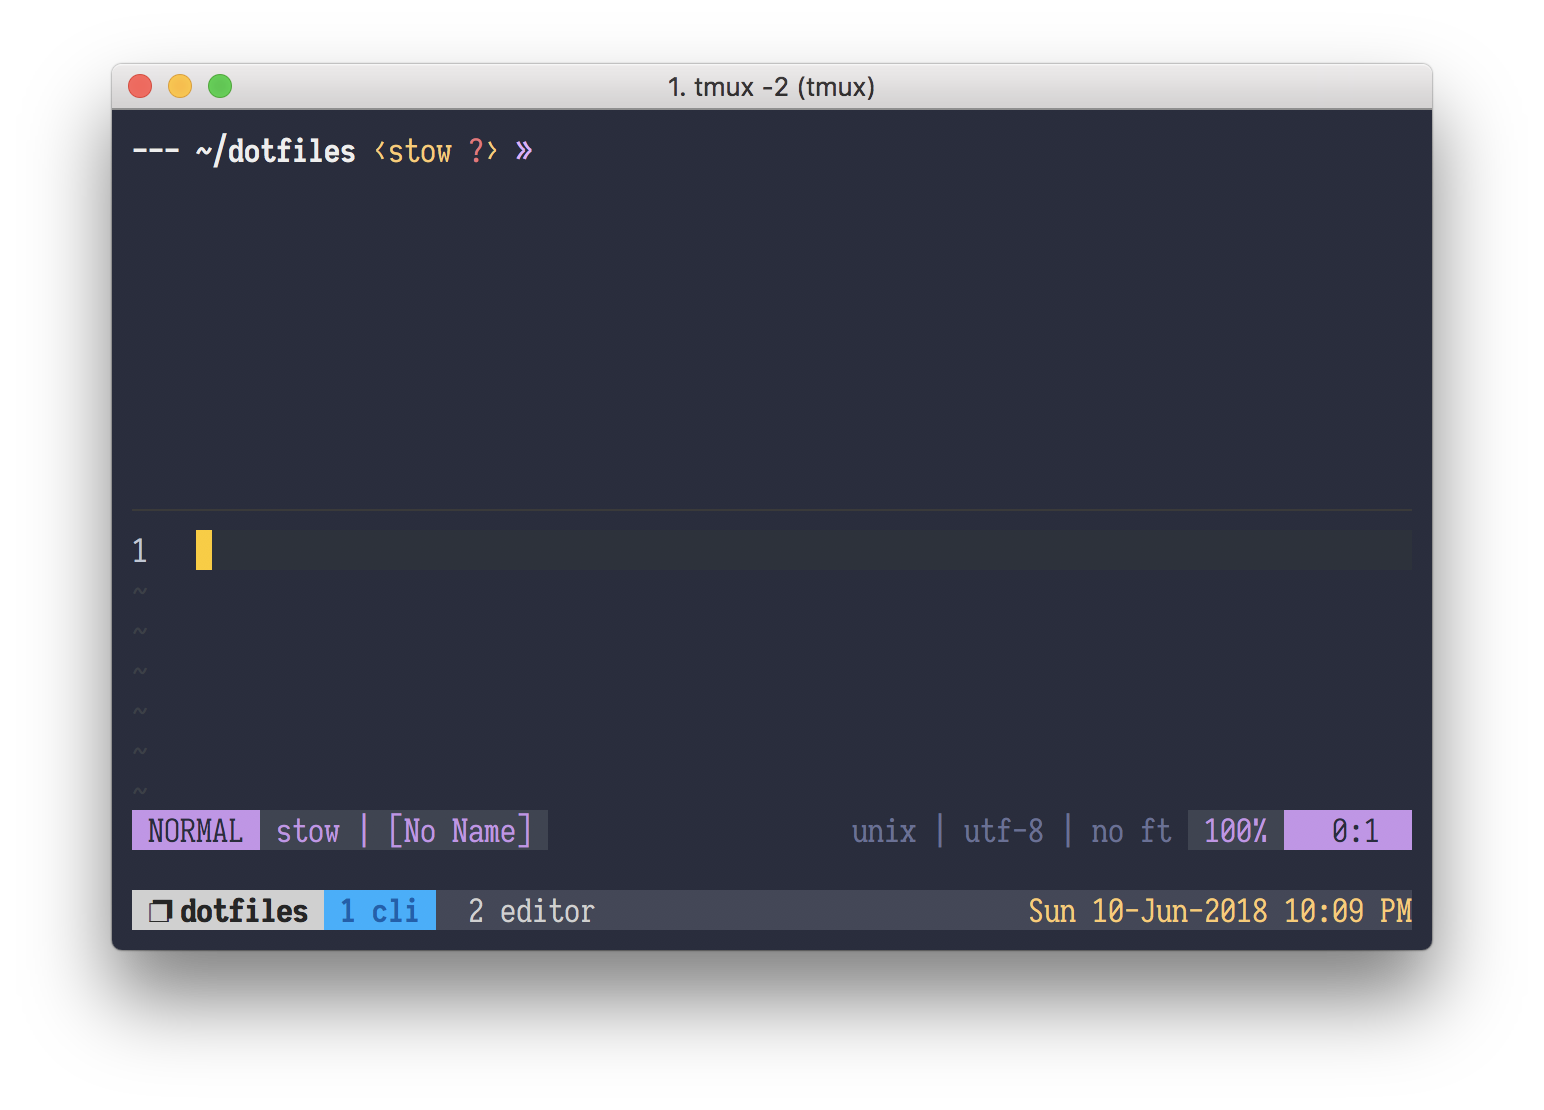 1. tmux -2 (tmux)
--- ~/dotfiles ‹stow ?› »
1
~
~
~
~
~
~
NORMAL stow | [No Name] unix | utf-8 | no ft 100% 0:1
❐ dotfiles 1 cli 2 editor Sun 10-Jun-2018 10:09 PM